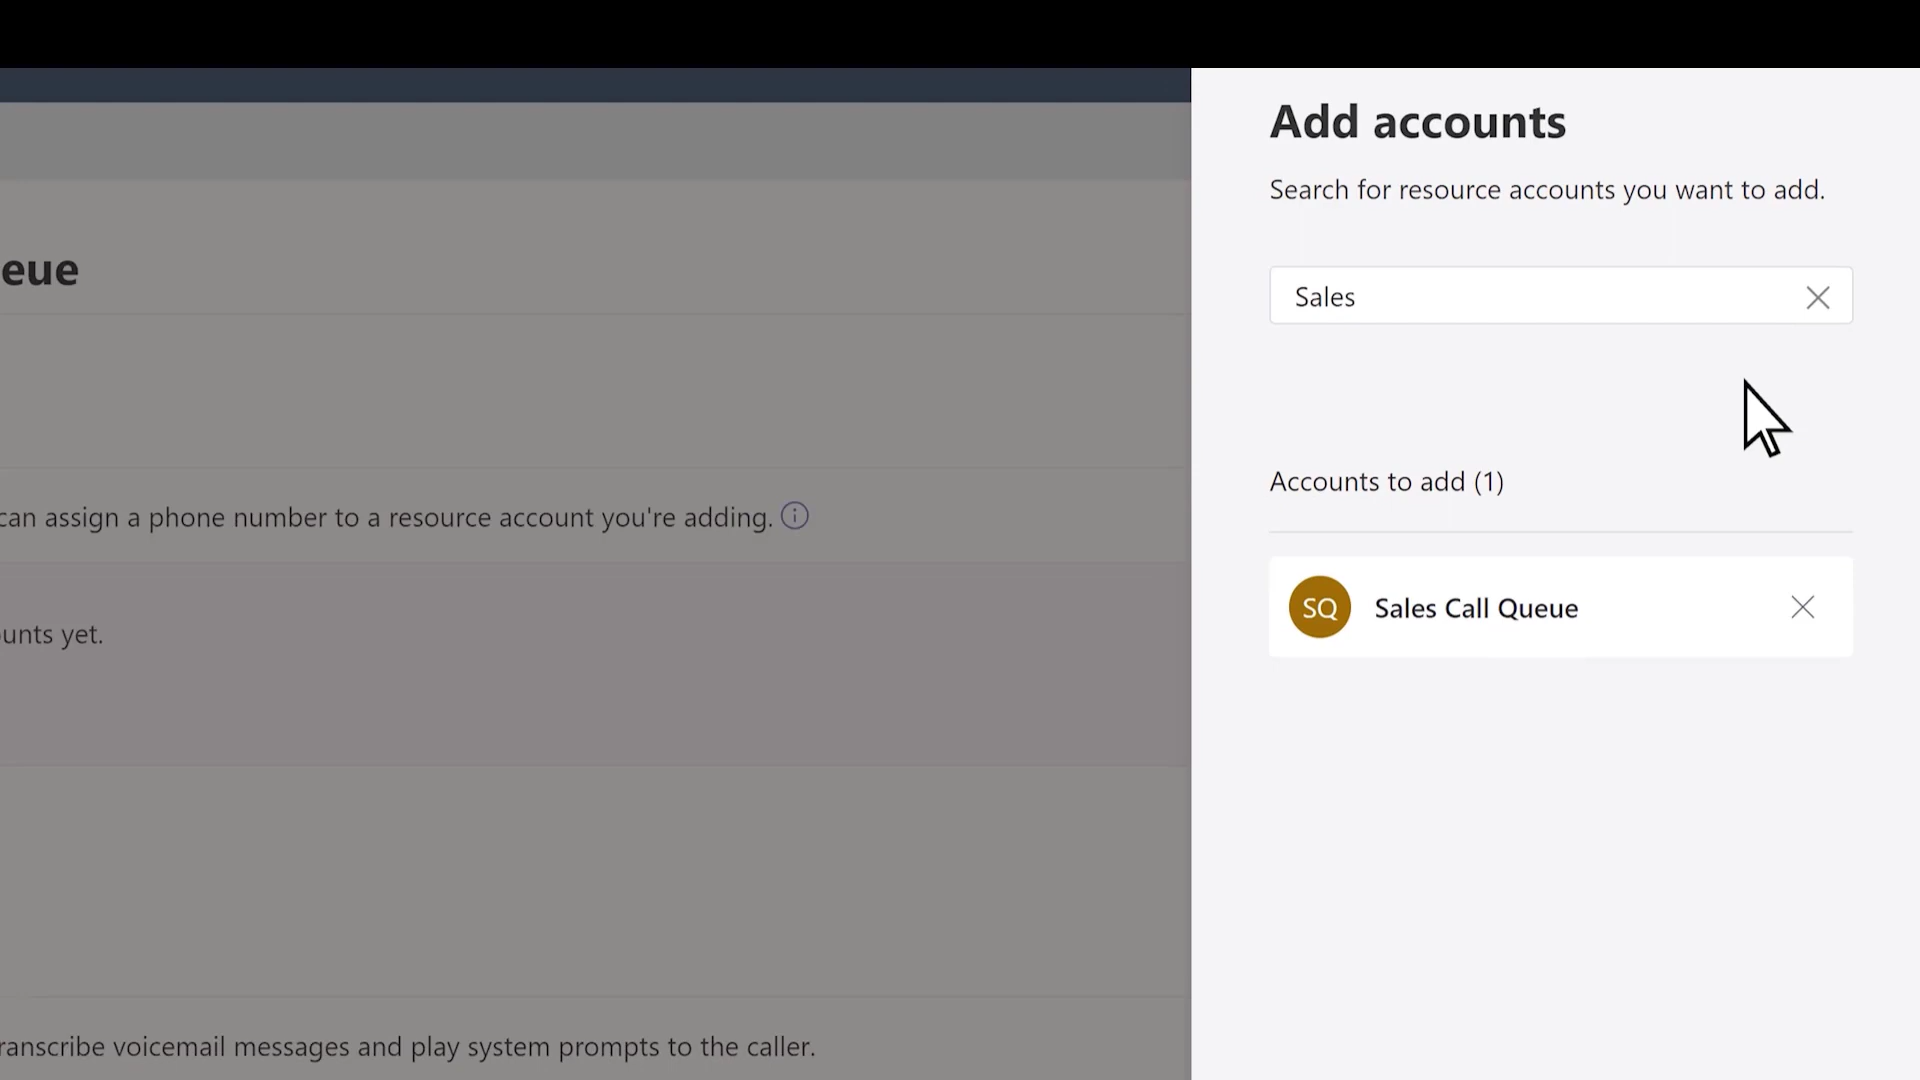 Add accounts
Search for resource accounts you want to add.
eue
Sales
Accounts to add (1)
can assign a phone number to a resource account you're adding.
SQ Sales Call Queue
ounts yet.
ranscribe voicemail messages and play system prompts to the caller.